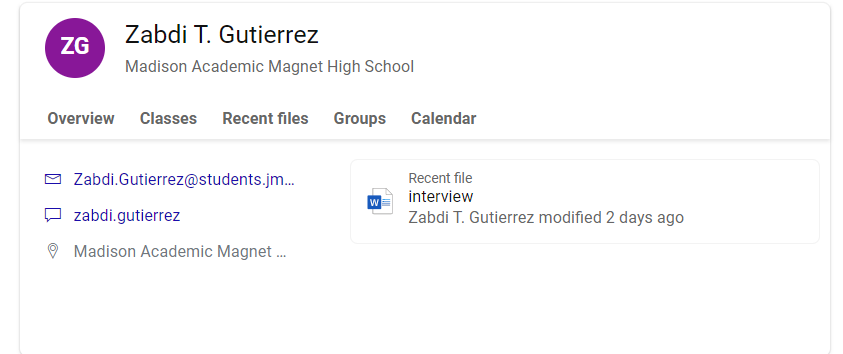 ZG
Zabdi T. Gutierrez
Madison Academic Magnet High School
Overview Classes Recent files Groups Calendar
Zabdi.Gutierrez@students.jm...
zabdi.gutierrez
Madison Academic Magnet ...
Recent file
W
interview
Zabdi T. Gutierrez modified 2 days ago